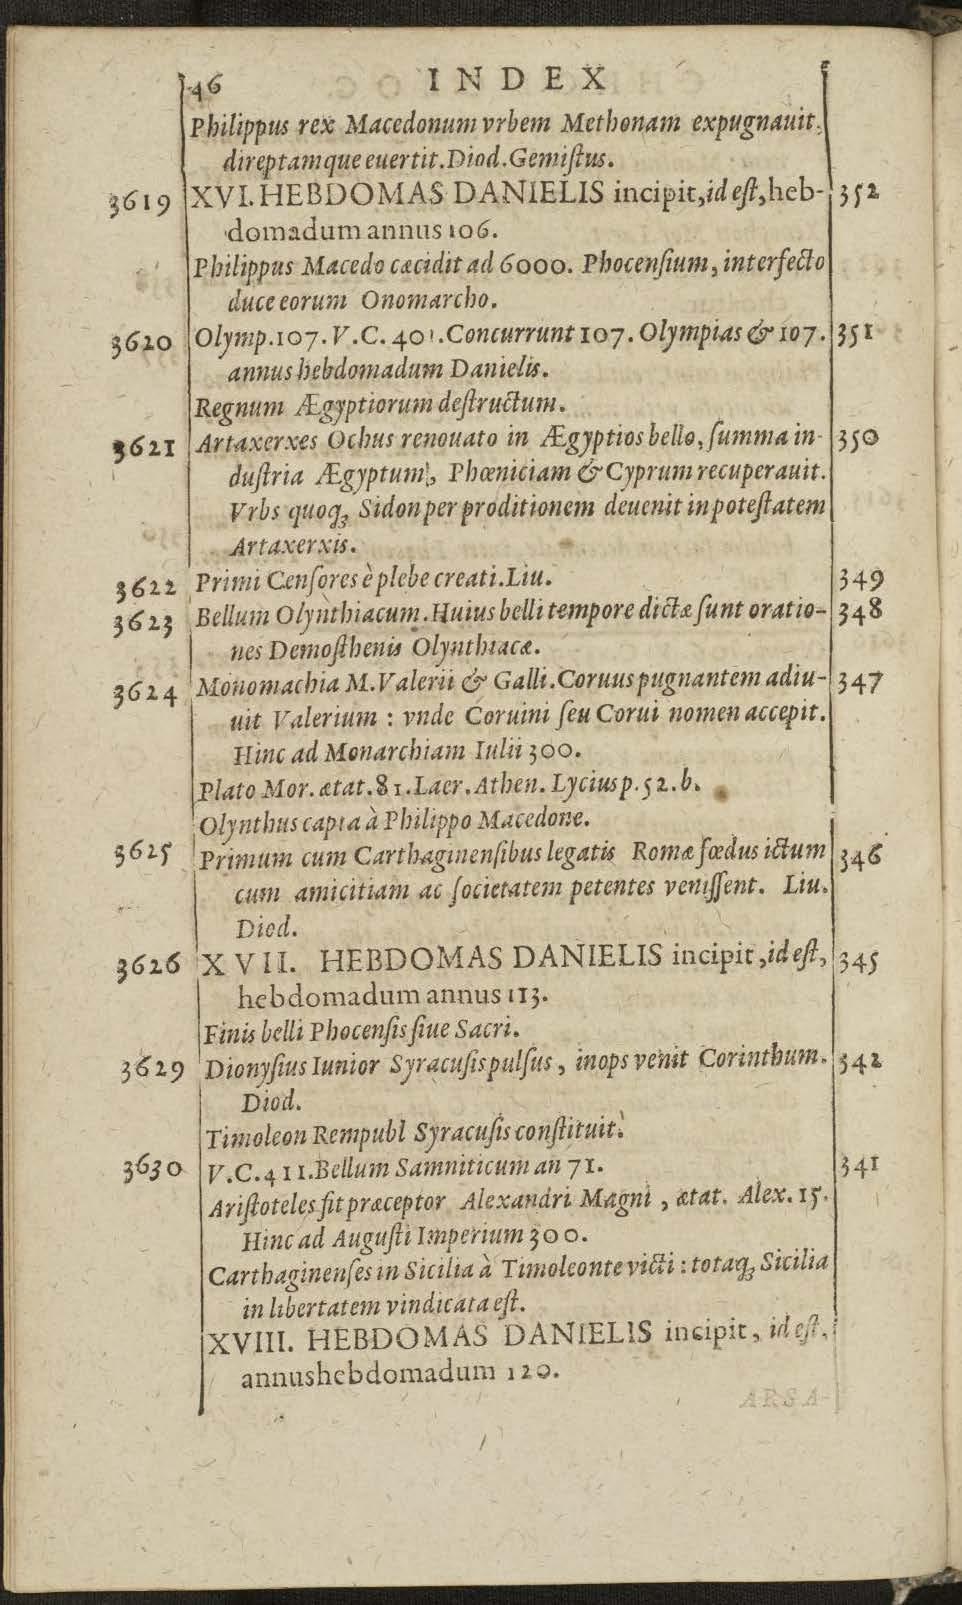 46 INDEX
Philippus rex Macedonum vrbem Methonam expugnauit,
direptamque euertit. Diod. Gemiſtus.
3619 XVI. HEBDOMAS DANIELIS incipit, id eſt, heb- 352
domadum annus 106.
Philippus Macedo cæcidit ad 6000. Phocenſium, interfecto
duce eorum Onomarcho.
3620 Olymp. 107. V. C. 401. Concurrunt 107. Olympias & 107. 351
annus hebdomadum Danielis.
Regnum Ægyptiorum deſtructum.
3621 Artaxerxes Ochus renouato in Ægyptios bello, ſumma in- 350
duſtria Ægyptum, Phœniciam & Cyprum recuperauit.
Vrbs quoq; Sidon per proditionem deuenit in poteſtatem
Artaxerxis.
3622 Primi Cenſores è plebe creati. Liu. 349
3623 Bellum Olynthiacum. Huius belli tempore dictæ ſunt oratio- 348
nes Demoſthenis Olynthiacæ.
3624 Monomachia M. Valerii & Galli. Coruus pugnantem adiu- 347
uit Valerium : vnde Coruini ſeu Corui nomen accepit.
Hinc ad Monarchiam Iulii 300.
Plato Mor. ætat. 81. Laer. Athen. Lycius p. 52. b.
Olynthus capta à Philippo Macedone.
3625 Primum cum Carthaginenſibus legatis Romæ fœdus ictum 346
cum amicitiam ac ſocietatem petentes veniſſent. Liu.
Diod.
3626 XVII. HEBDOMAS DANIELIS incipit, id eſt, 345
hebdomadum annus 113.
Finis belli Phocenſis ſiue Sacri.
3629 Dionyſius Iunior Syracuſis pulſus, inops venit Corinthum. 342
Diod.
Timoleon Rempubl Syracuſis conſtituit.
3630 V. C. 411. Bellum Samniticum an 71. 341
Ariſtoteles fit præceptor Alexandri Magni, ætat. Alex. 15.
Hinc ad Auguſti Imperium 300.
Carthaginenſes in Sicilia à Timoleonte victi : totaq; Sicilia
in libertatem vindicata eſt.
XVIII. HEBDOMAS DANIELIS incipit, id eſt,
annus hebdomadum 120.
ARSA-